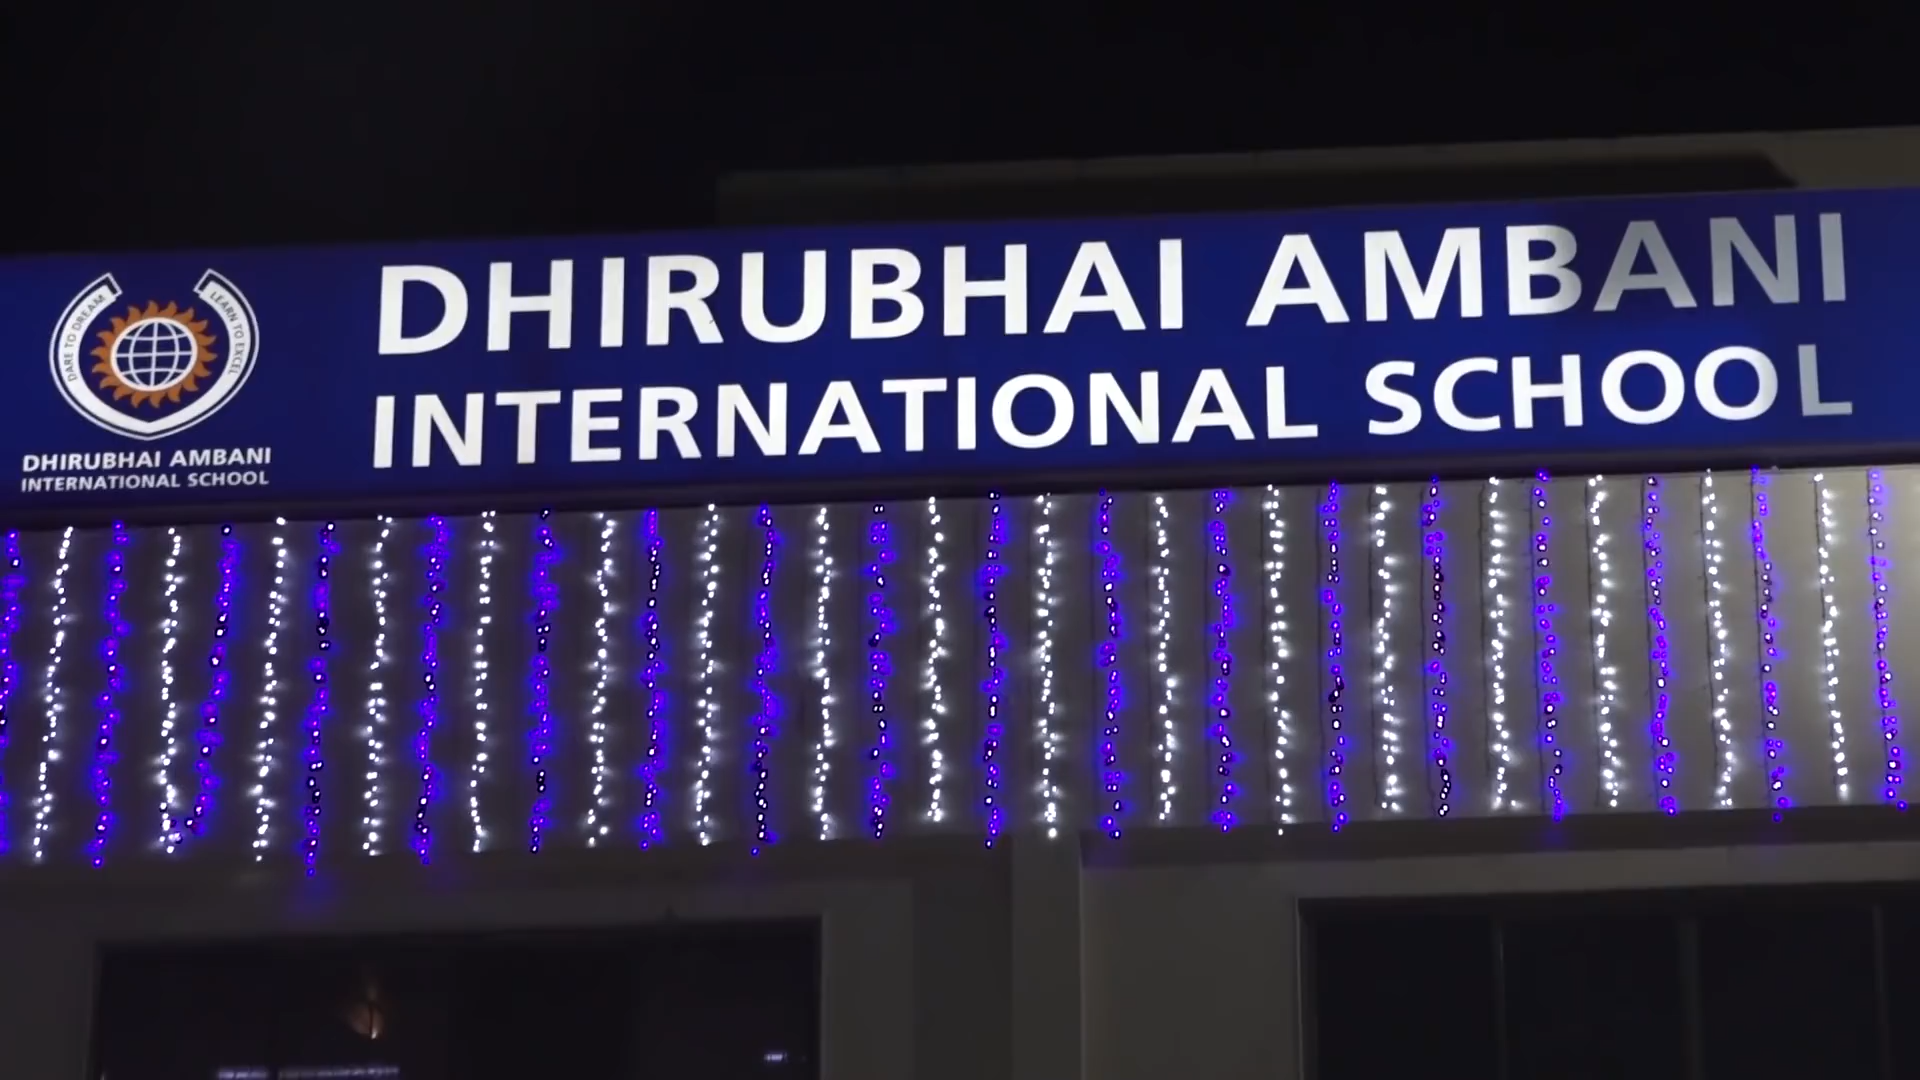 DHIRUBHAI AMBANI
INTERNATIONAL SCHOOL
DARE TO DREAM
LEARN TO EXCEL
DHIRUBHAI AMBANI
INTERNATIONAL SCHOOL